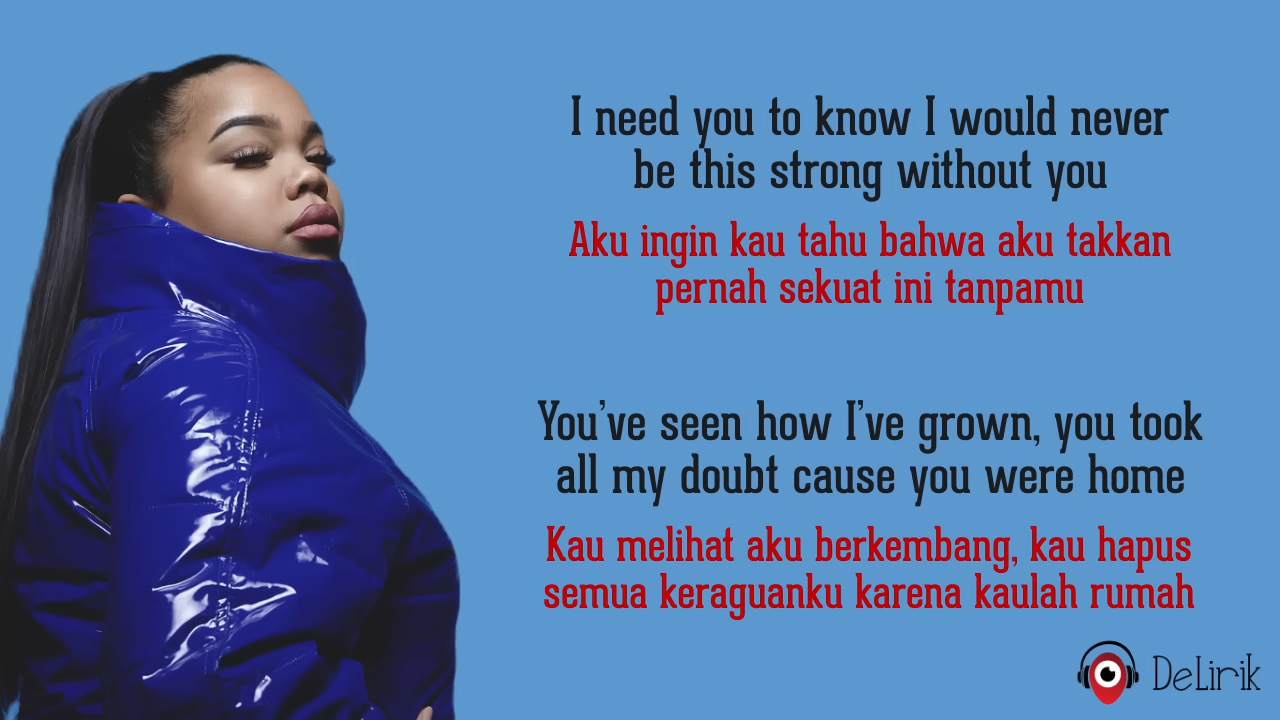 I need you to know I would never
be this strong without you
Aku ingin kau tahu bahwa aku takkan
pernah sekuat ini tanpamu
You've seen how I've grown, you took
all my doubt cause you were home
Kau melihat aku berkembang, kau hapus
semua keraguanku karena kaulah rumah
DeLirik